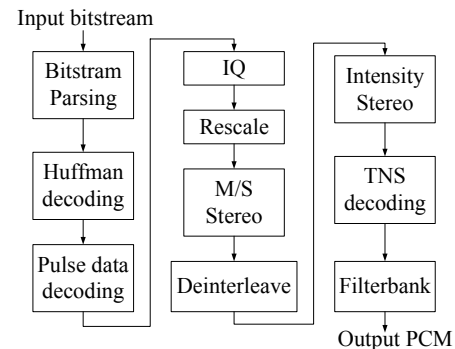 Input bitstream
Bitstram
Parsing
Huffman
decoding
Pulse data
decoding
IQ
Rescale
M/S
Stereo
Deinterleave
Intensity
Stereo
TNS
decoding
Filterbank
Output PCM